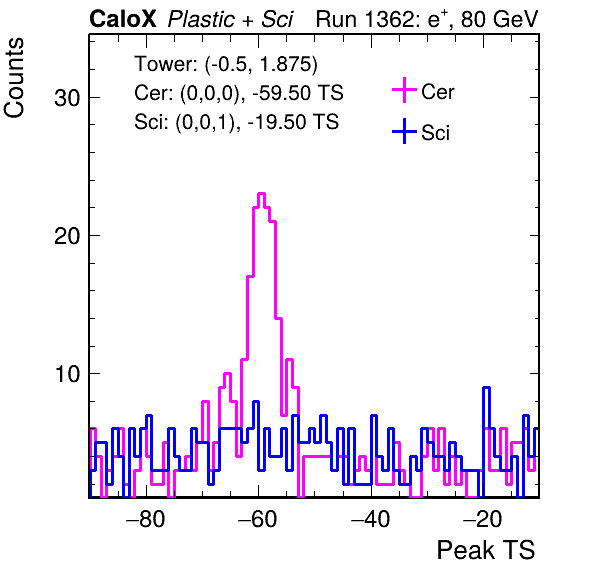 CaloX Plastic + Sci Run 1362: e⁺, 80 GeV
Counts
Tower: (-0.5, 1.875)
Cer: (0,0,0), -59.50 TS
Sci: (0,0,1), -19.50 TS
Cer
Sci
30
20
10
−80 −60 −40 −20
Peak TS